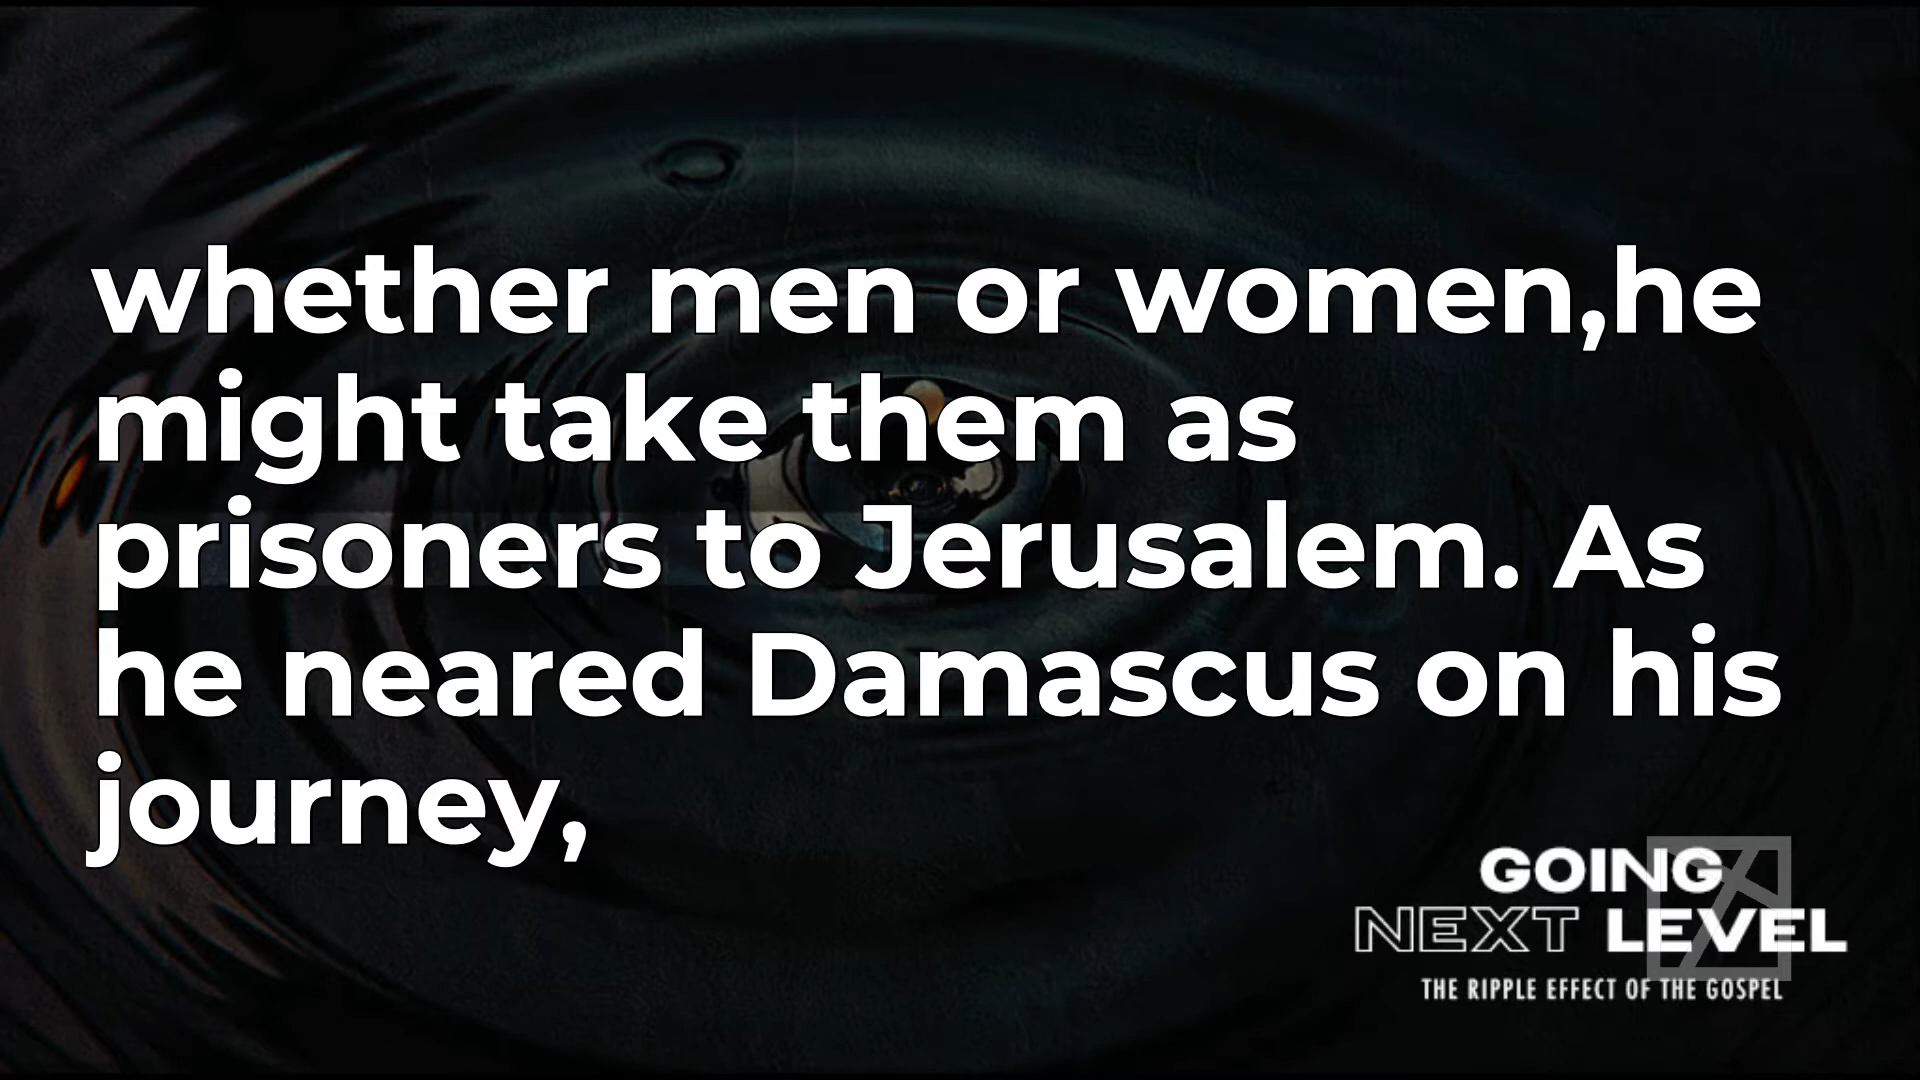 whether men or women,he
might take them as
prisoners to Jerusalem. As
he neared Damascus on his
journey,
GOING
NEXT LEVEL
THE RIPPLE EFFECT OF THE GOSPEL